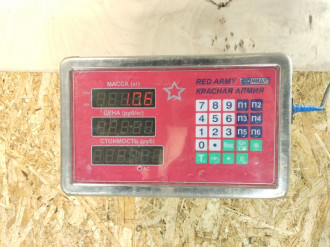 МАССА (кг)
1.06
ЦЕНА (руб/кг)
СТОИМОСТЬ (руб)
RED ARMY
КРАСНАЯ АРМИЯ
7 8 9 П1 П2
4 5 6 П3 П4
1 2 3 П5 П6
0
T